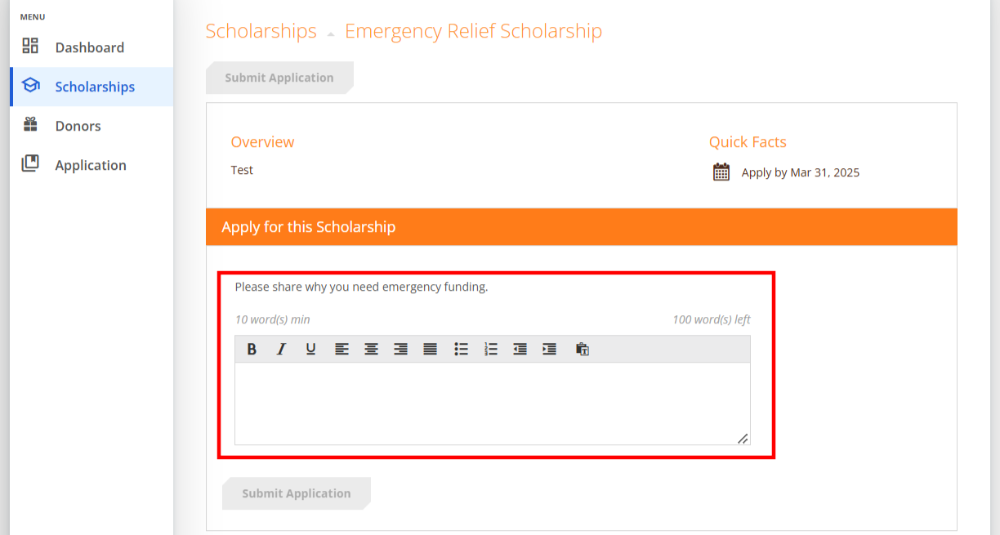 MENU
Dashboard
Scholarships
Donors
Application
Scholarships Emergency Relief Scholarship
Submit Application
Overview
Test
Quick Facts
Apply by Mar 31, 2025
Apply for this Scholarship
Please share why you need emergency funding.
10 word(s) min 100 word(s) left
B I U
Submit Application